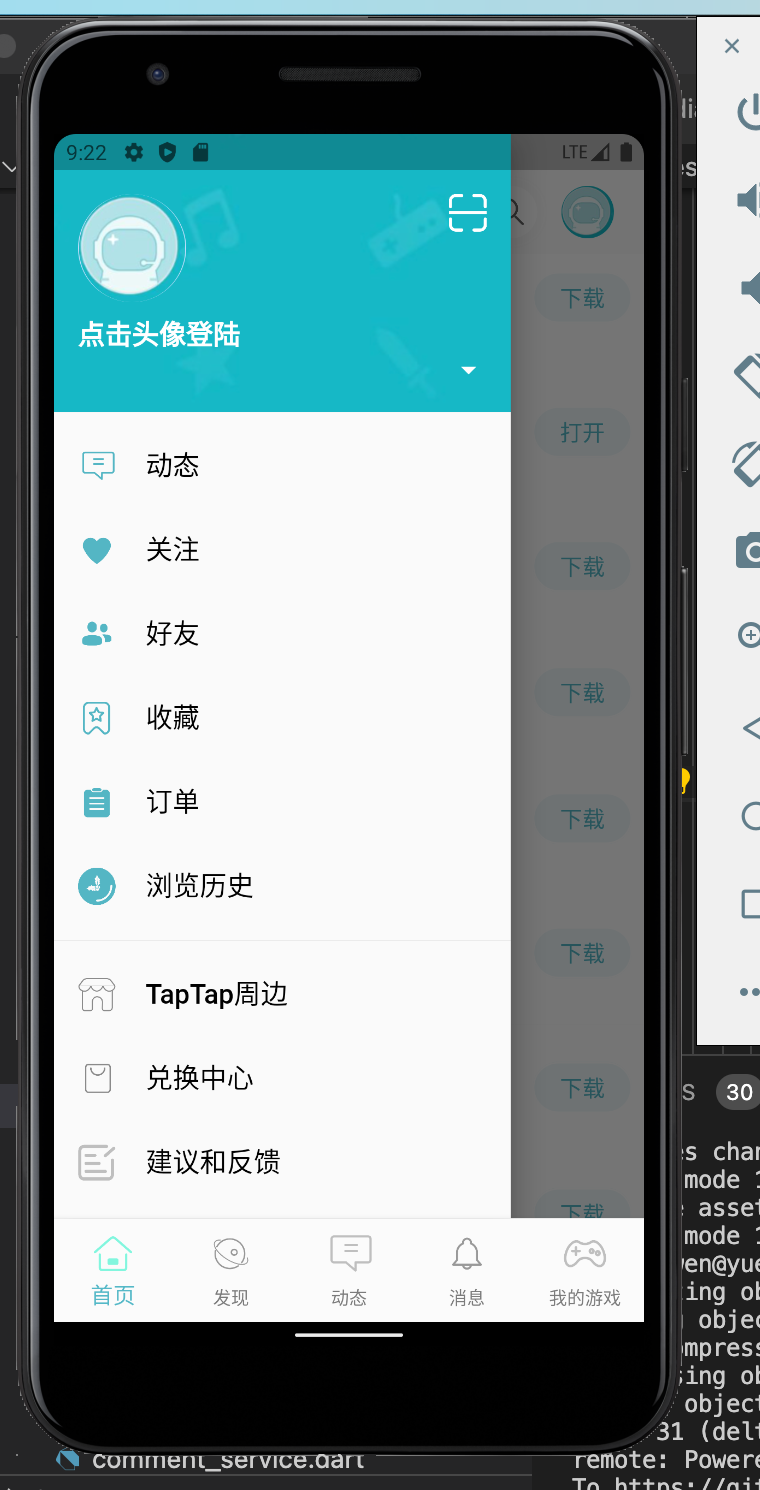 9:22
LTE
点击头像登陆
下载
打开
动态
关注
下载
好友
下载
收藏
订单
下载
浏览历史
下载
TapTap周边
兑换中心
下载
建议和反馈
下载
首页
发现
动态
消息
我的游戏
S 30
es chan
mode 1
e asset
mode 1
wen@yue
ing ob
objec
ompress
sing ob
object
31 (delt
comment_service.dart
remote: Powere
To https://git